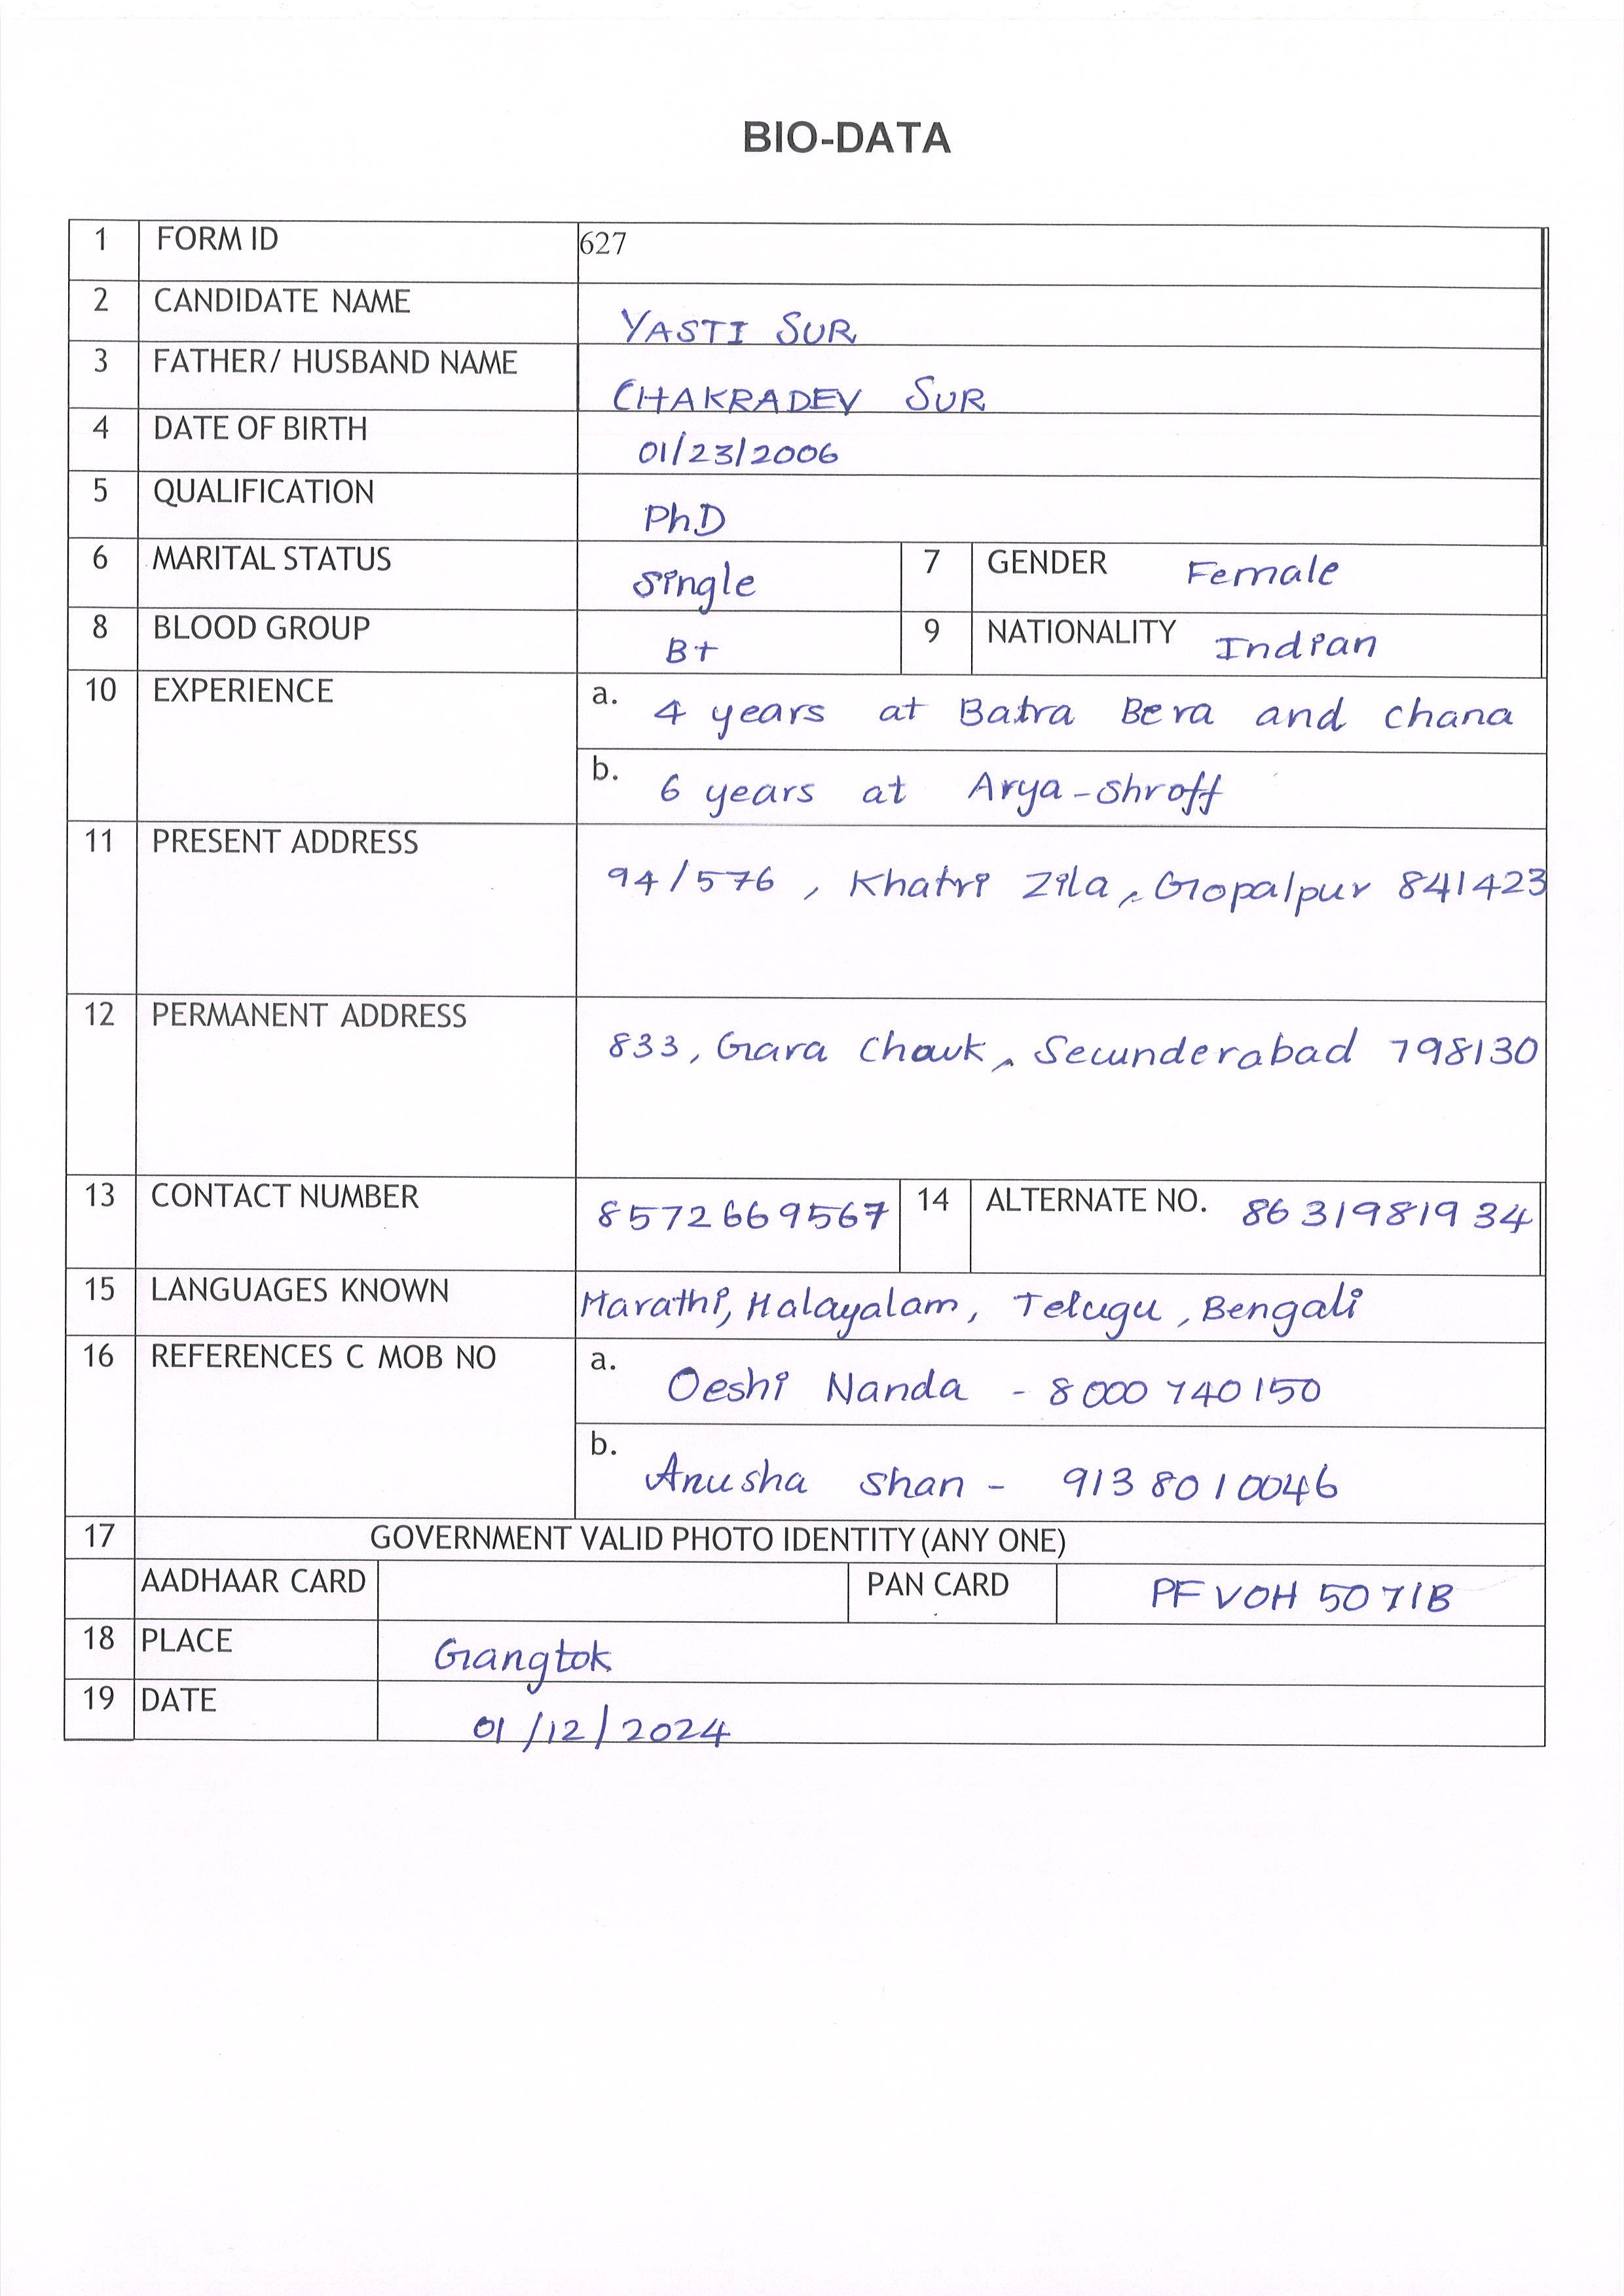 BIO-DATA
1 FORM ID 627
2 CANDIDATE NAME YASTI SUR
3 FATHER/ HUSBAND NAME CHAKRADEV SUR
4 DATE OF BIRTH 01/23/2006
5 QUALIFICATION PhD
6 MARITAL STATUS Single 7 GENDER Female
8 BLOOD GROUP B+ 9 NATIONALITY Indian
10 EXPERIENCE a. 4 years at Batra Bera and Chana
b. 6 years at Arya-Shroff
11 PRESENT ADDRESS 94/576, Khatri Zila, Gopalpur 841423
12 PERMANENT ADDRESS 833, Gara Chowk, Secunderabad 798130
13 CONTACT NUMBER 8572669567 14 ALTERNATE NO. 8631981934
15 LANGUAGES KNOWN Marathi, Malayalam, Telugu, Bengali
16 REFERENCES C MOB NO a. Oeshi Nanda - 8000740150
b. Anusha Shan - 9138010046
17 GOVERNMENT VALID PHOTO IDENTITY (ANY ONE)
AADHAAR CARD PAN CARD PFVOH5071B
18 PLACE Gangtok
19 DATE 01/12/2024